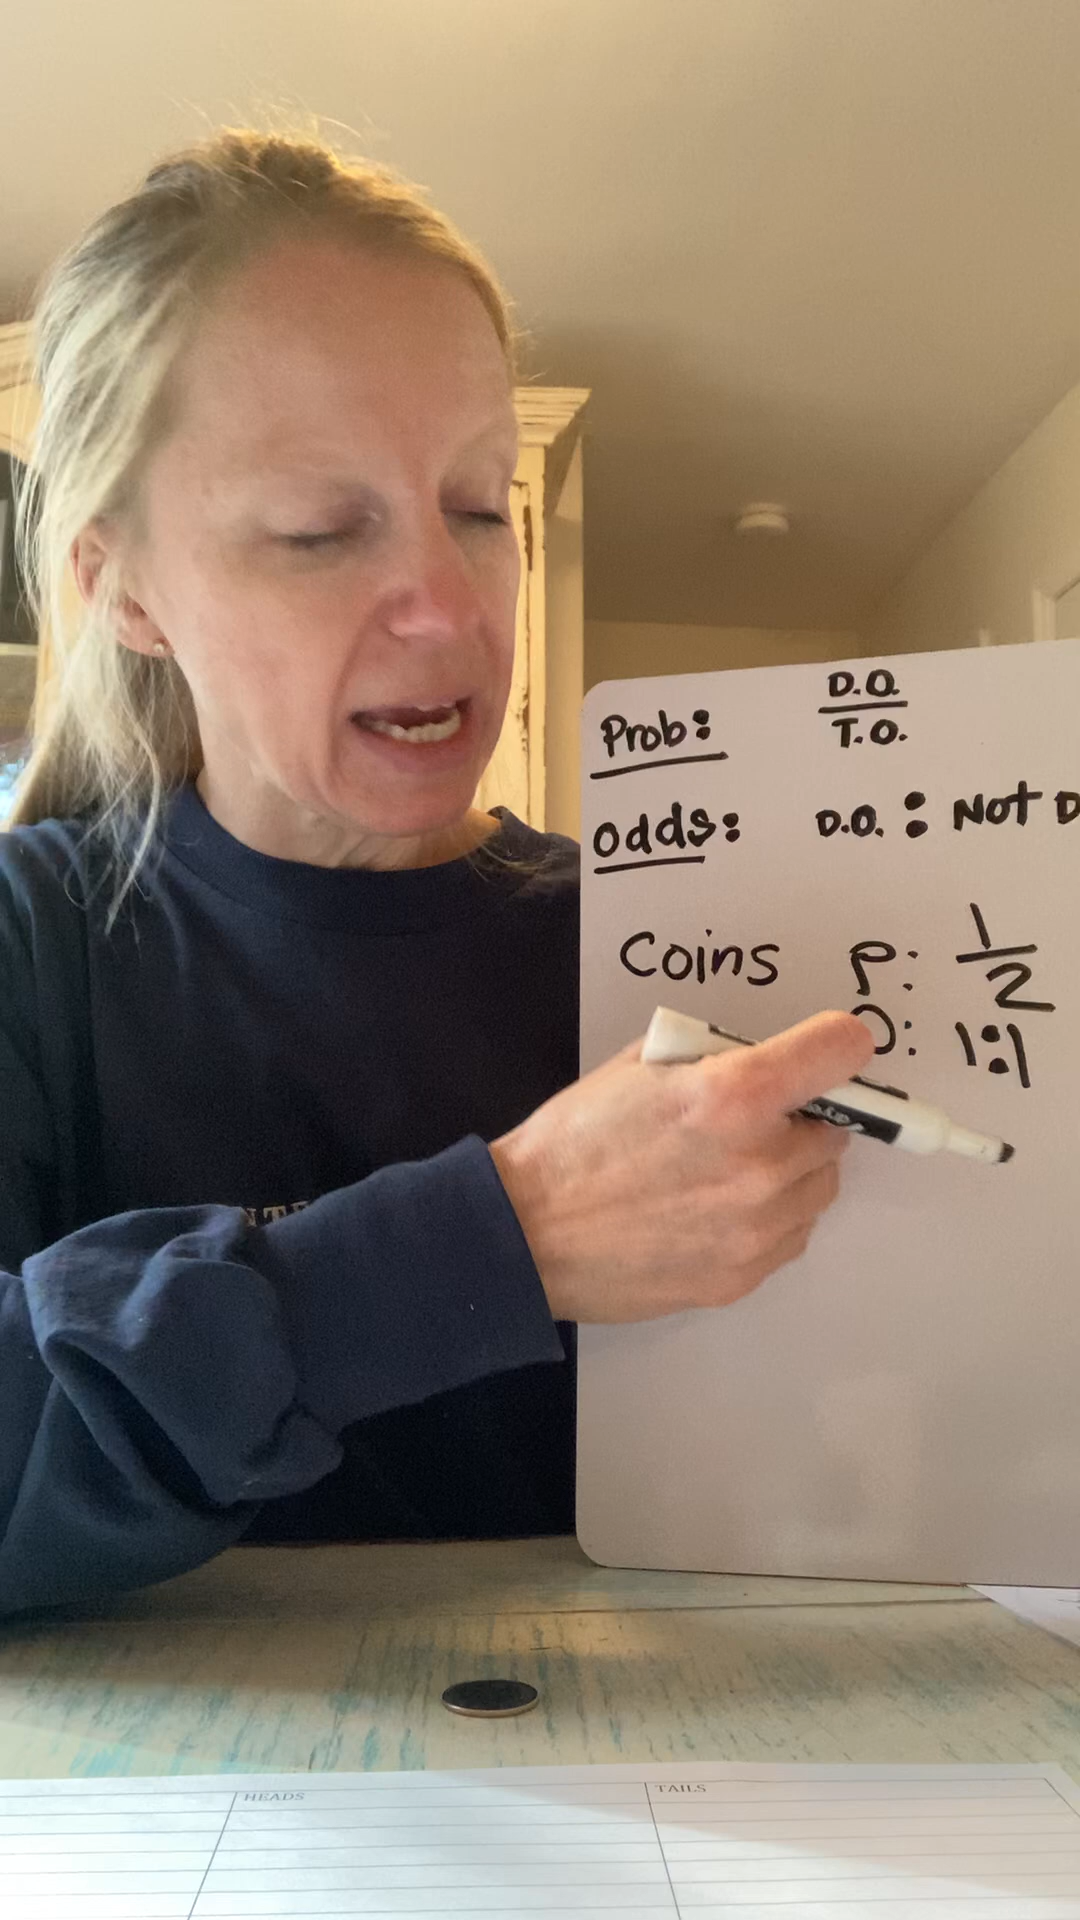 D.O.
Prob:
T.O.
Odds: D.O. : Not D
Coins P: 1/2
O: 1:1
HEADS TAILS